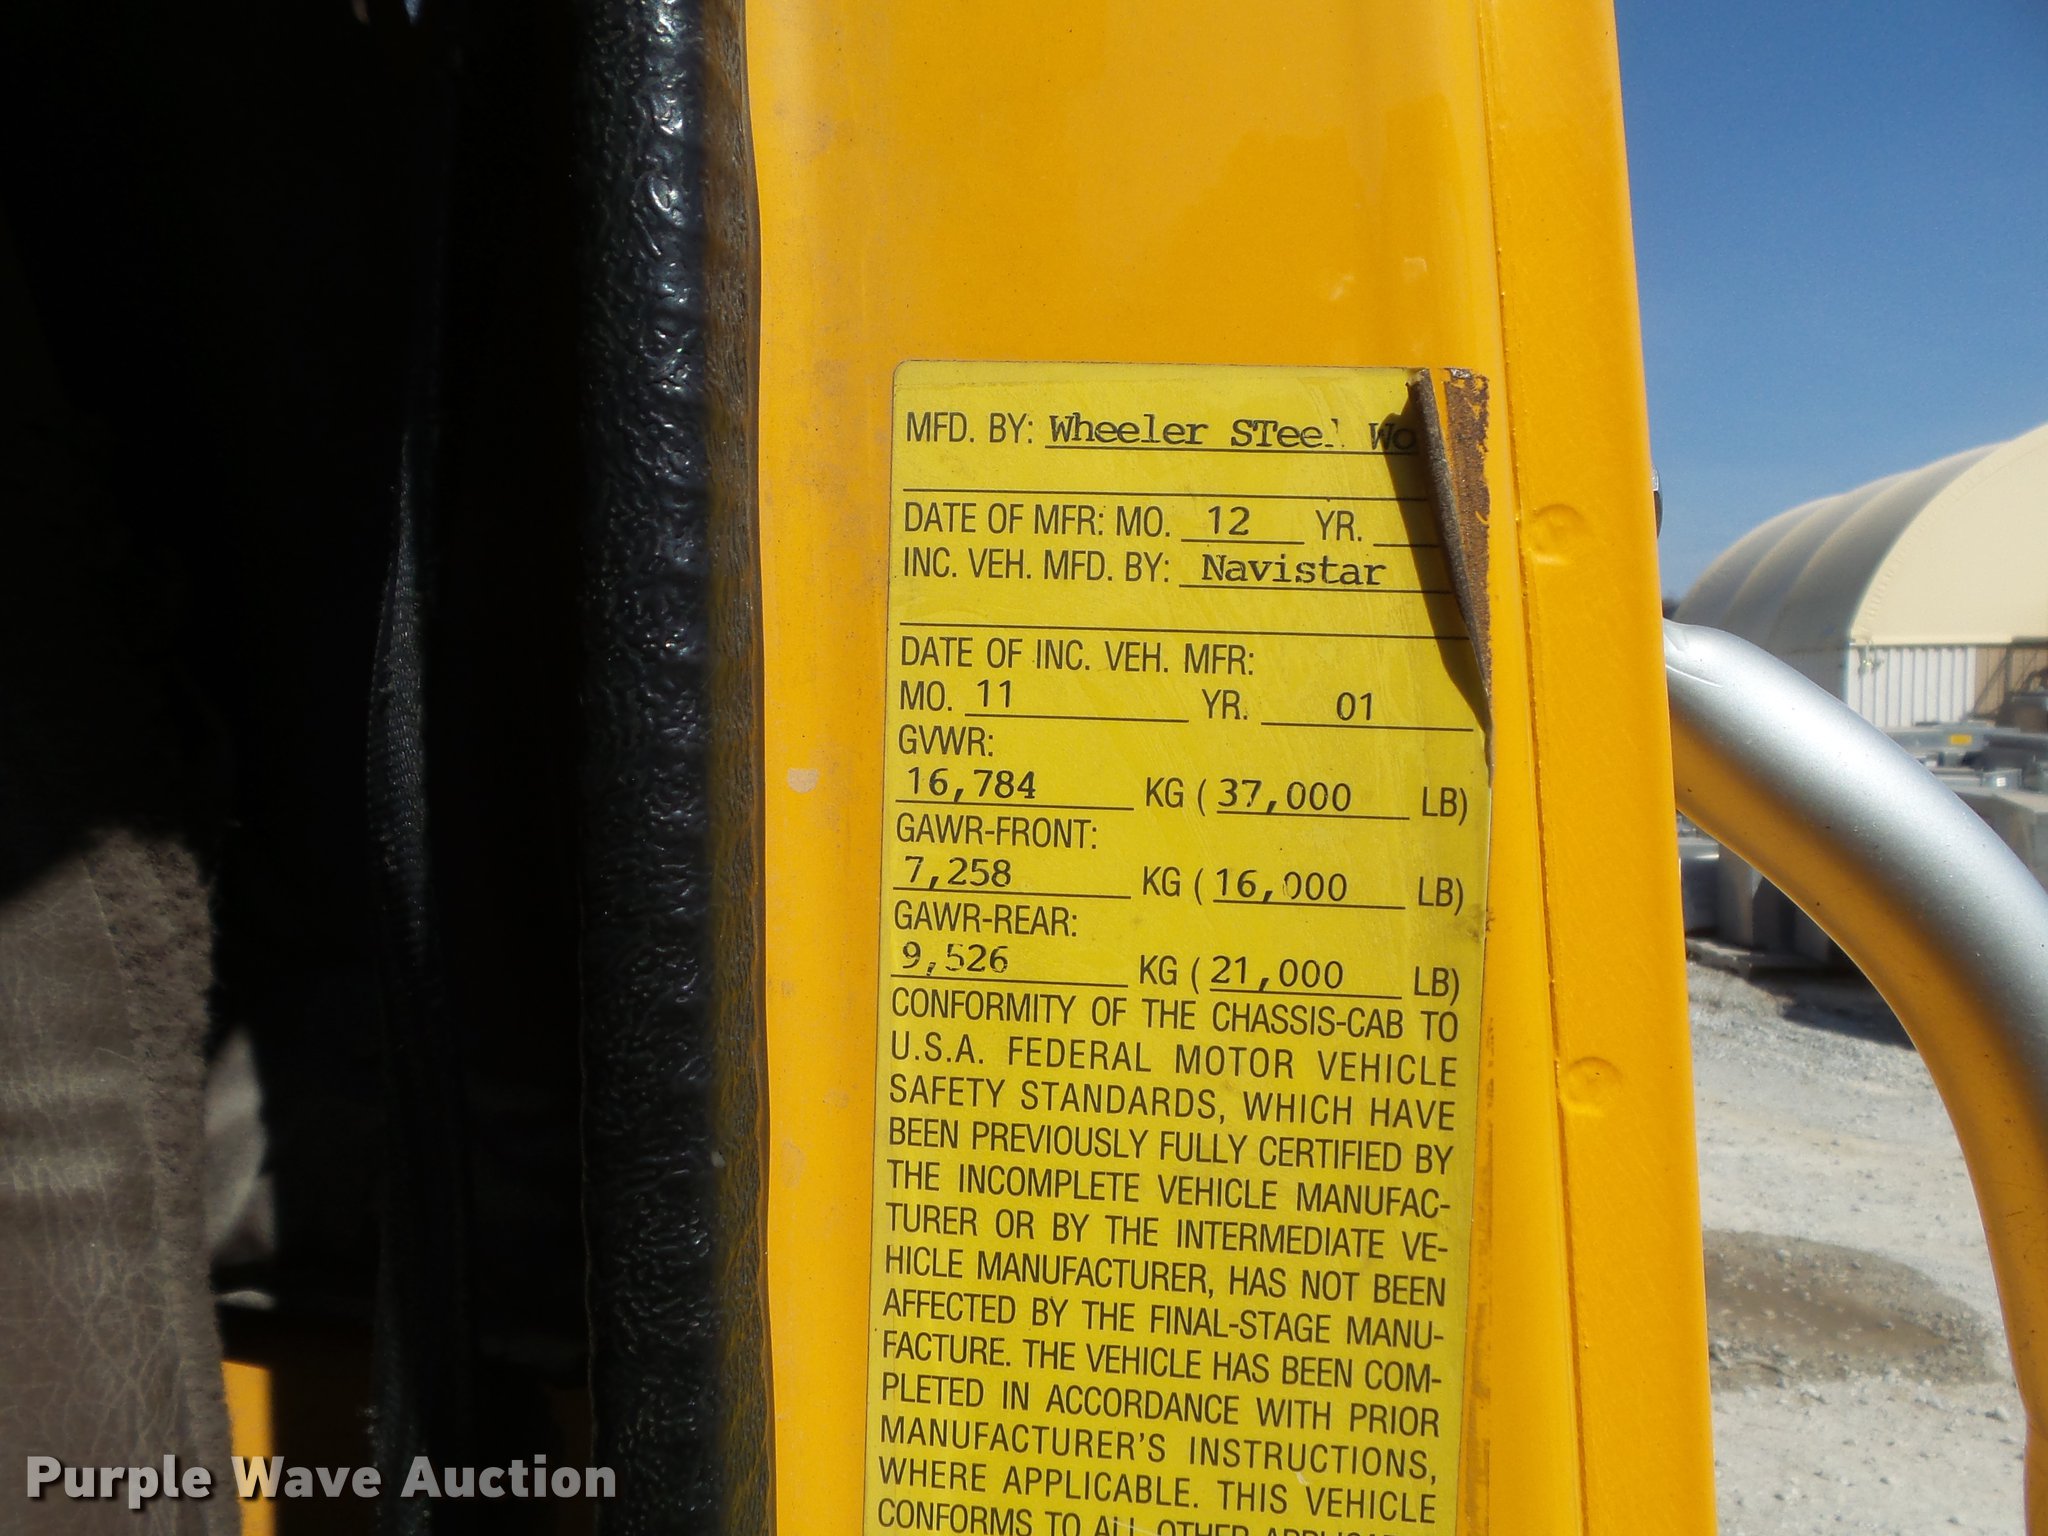 MFD. BY: Wheeler STeel
DATE OF MFR: MO. 12 YR.
INC. VEH. MFD. BY: Navistar
DATE OF INC. VEH. MFR:
MO. 11 YR. 01
GVWR:
16,784 KG ( 37,000 LB)
GAWR-FRONT:
7,258 KG ( 16,000 LB)
GAWR-REAR:
9,526 KG ( 21,000 LB)
CONFORMITY OF THE CHASSIS-CAB TO
U.S.A. FEDERAL MOTOR VEHICLE
SAFETY STANDARDS, WHICH HAVE
BEEN PREVIOUSLY FULLY CERTIFIED BY
THE INCOMPLETE VEHICLE MANUFAC-
TURER OR BY THE INTERMEDIATE VE-
HICLE MANUFACTURER, HAS NOT BEEN
AFFECTED BY THE FINAL-STAGE MANU-
FACTURE. THE VEHICLE HAS BEEN COM-
PLETED IN ACCORDANCE WITH PRIOR
MANUFACTURER'S INSTRUCTIONS,
WHERE APPLICABLE. THIS VEHICLE
CONFORMS TO ALL OTHER
Purple Wave Auction